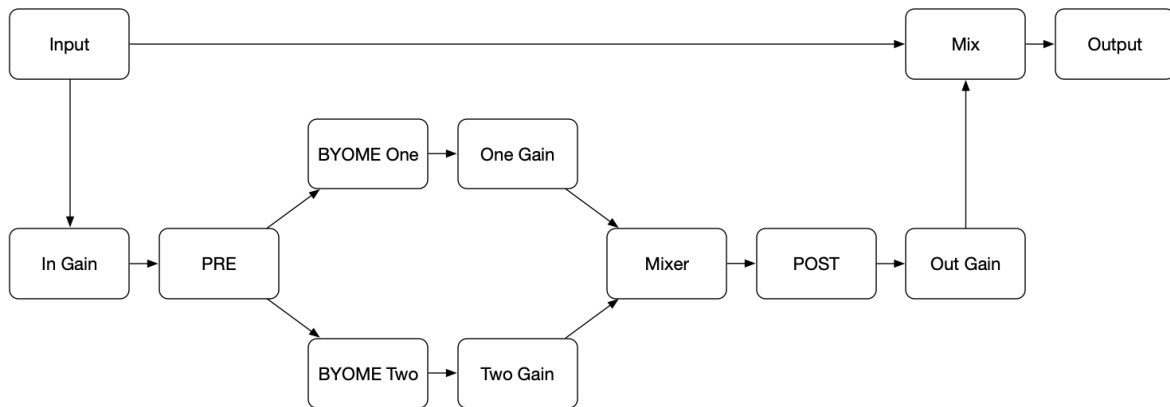 Input
Mix
Output
BYOME One
One Gain
In Gain
PRE
Mixer
POST
Out Gain
BYOME Two
Two Gain